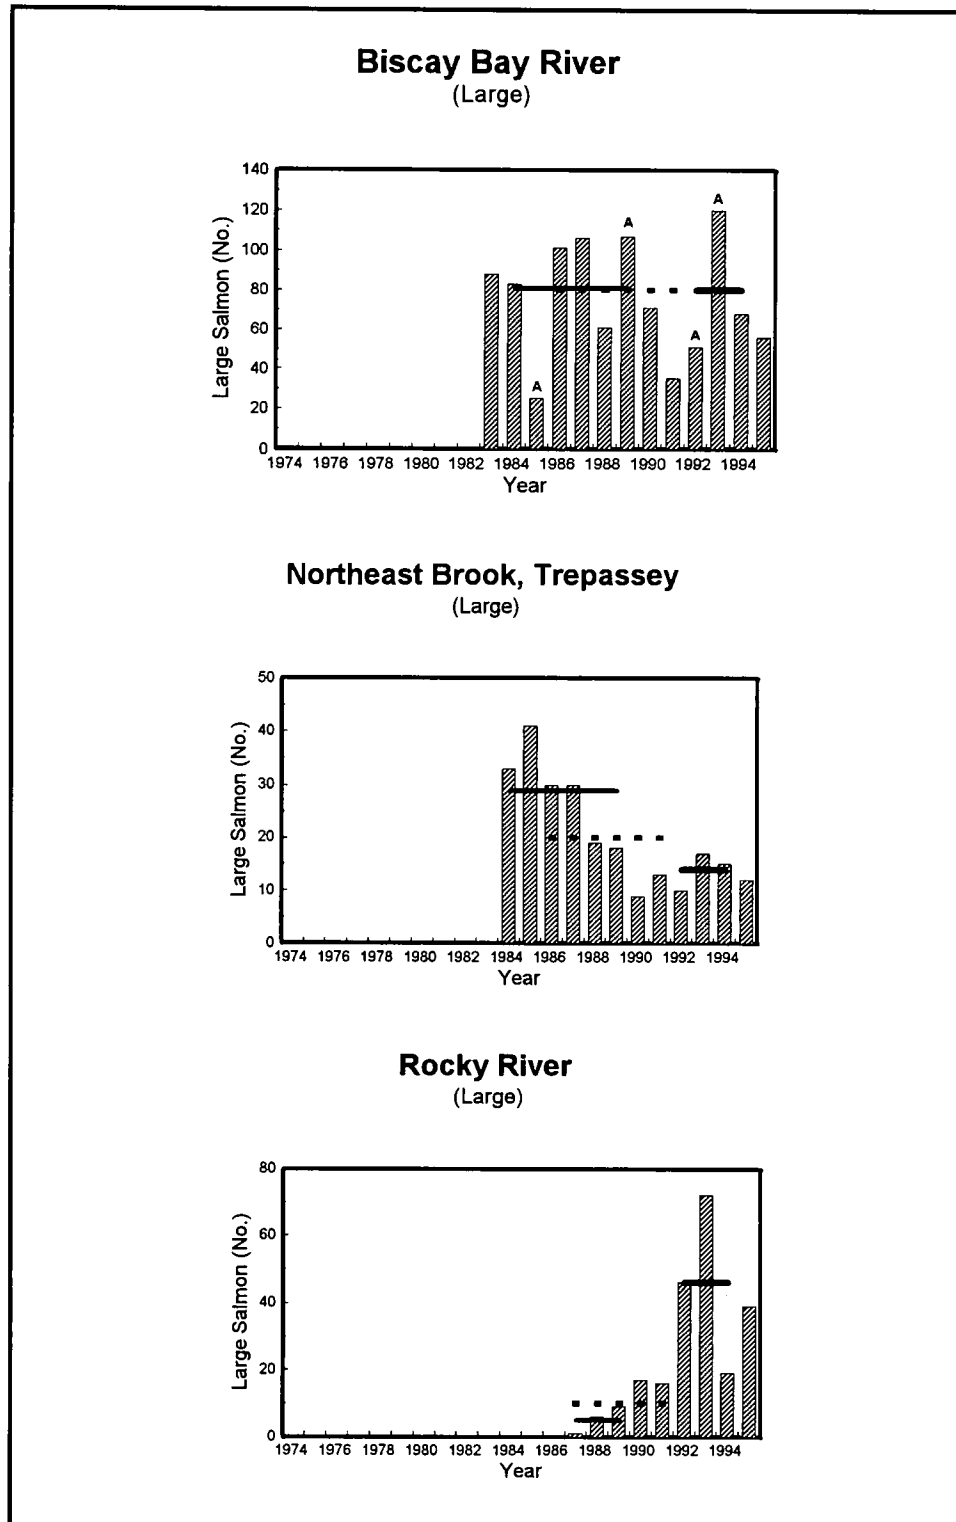 Biscay Bay River
(Large)
140
120
100
80
60
40
20
0
Large Salmon (No.)
A
A
A
A
1974 1976 1978 1980 1982 1984 1986 1988 1990 1992 1994
Year
Northeast Brook, Trepassey
(Large)
50
40
30
20
10
0
Large Salmon (No.)
1974 1976 1978 1980 1982 1984 1986 1988 1990 1992 1994
Year
Rocky River
(Large)
80
60
40
20
0
Large Salmon (No.)
1974 1976 1978 1980 1982 1984 1986 1988 1990 1992 1994
Year